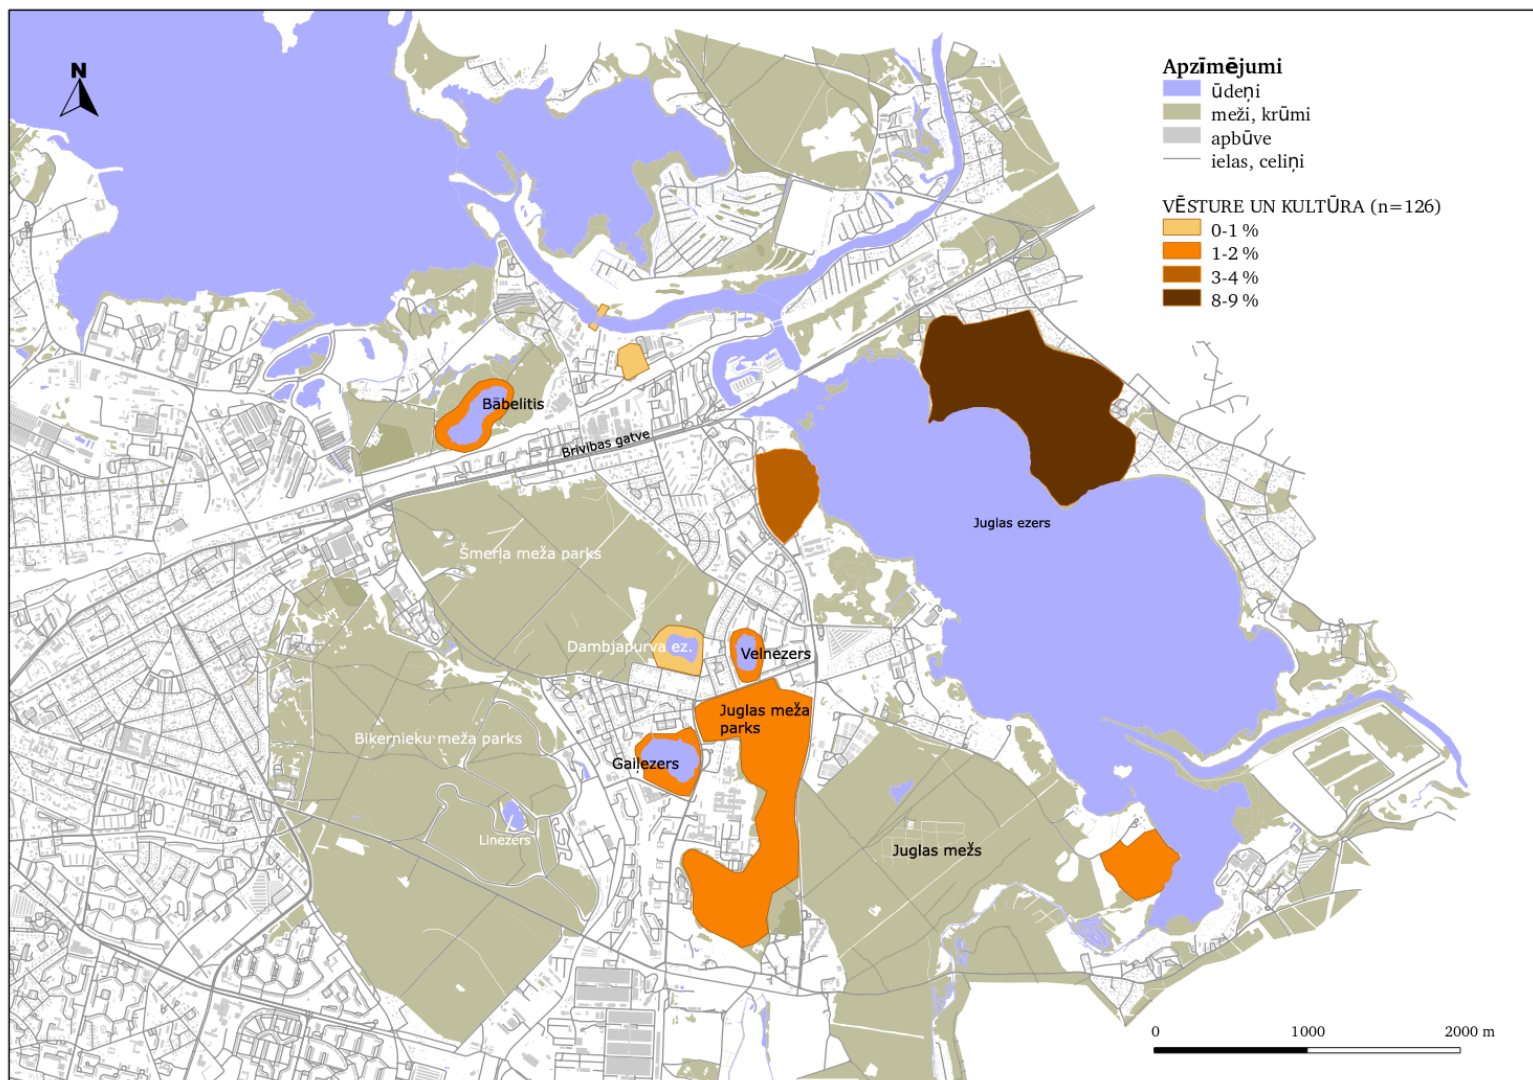 N
Apzīmējumi
ūdeņi
meži, krūmi
apbūve
ielas, celiņi
VĒSTURE UN KULTŪRA (n=126)
0-1 %
1-2 %
3-4 %
8-9 %
Bābelitis
Brīvības gatve
Juglas ezers
Šmerļa meža parks
Dambjapurva ez.
Velnezers
Juglas meža
parks
Biķernieku meža parks
Gaiļezers
Linezers
Juglas mežs
0 1000 2000 m